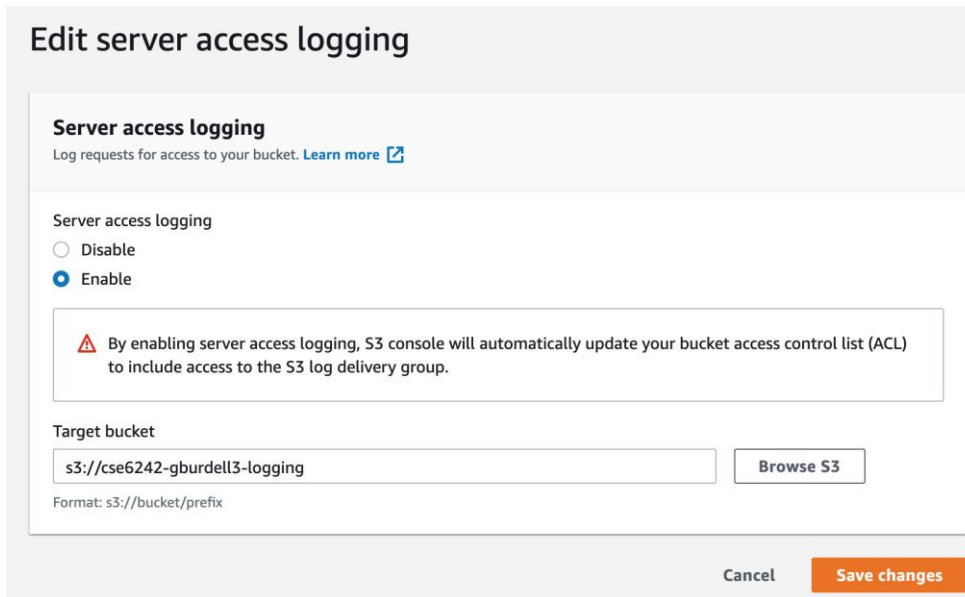 Edit server access logging
Server access logging
Log requests for access to your bucket. Learn more
Server access logging
Disable
Enable
By enabling server access logging, S3 console will automatically update your bucket access control list (ACL)
to include access to the S3 log delivery group.
Target bucket
s3://cse6242-gburdell3-logging
Browse S3
Format: s3://bucket/prefix
Cancel
Save changes